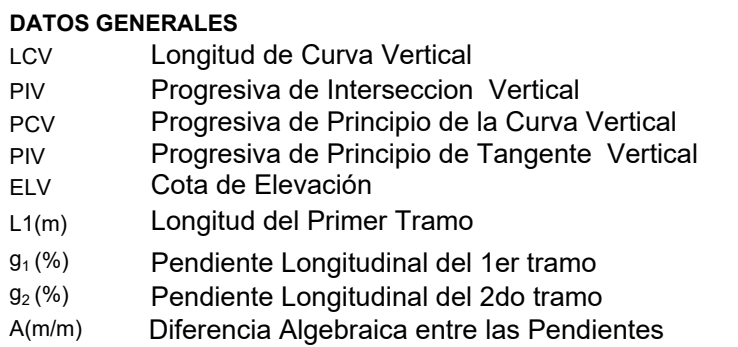 DATOS GENERALES
LCV Longitud de Curva Vertical
PIV Progresiva de Interseccion Vertical
PCV Progresiva de Principio de la Curva Vertical
PIV Progresiva de Principio de Tangente Vertical
ELV Cota de Elevación
L1(m) Longitud del Primer Tramo
g₁ (%) Pendiente Longitudinal del 1er tramo
g₂ (%) Pendiente Longitudinal del 2do tramo
A(m/m) Diferencia Algebraica entre las Pendientes